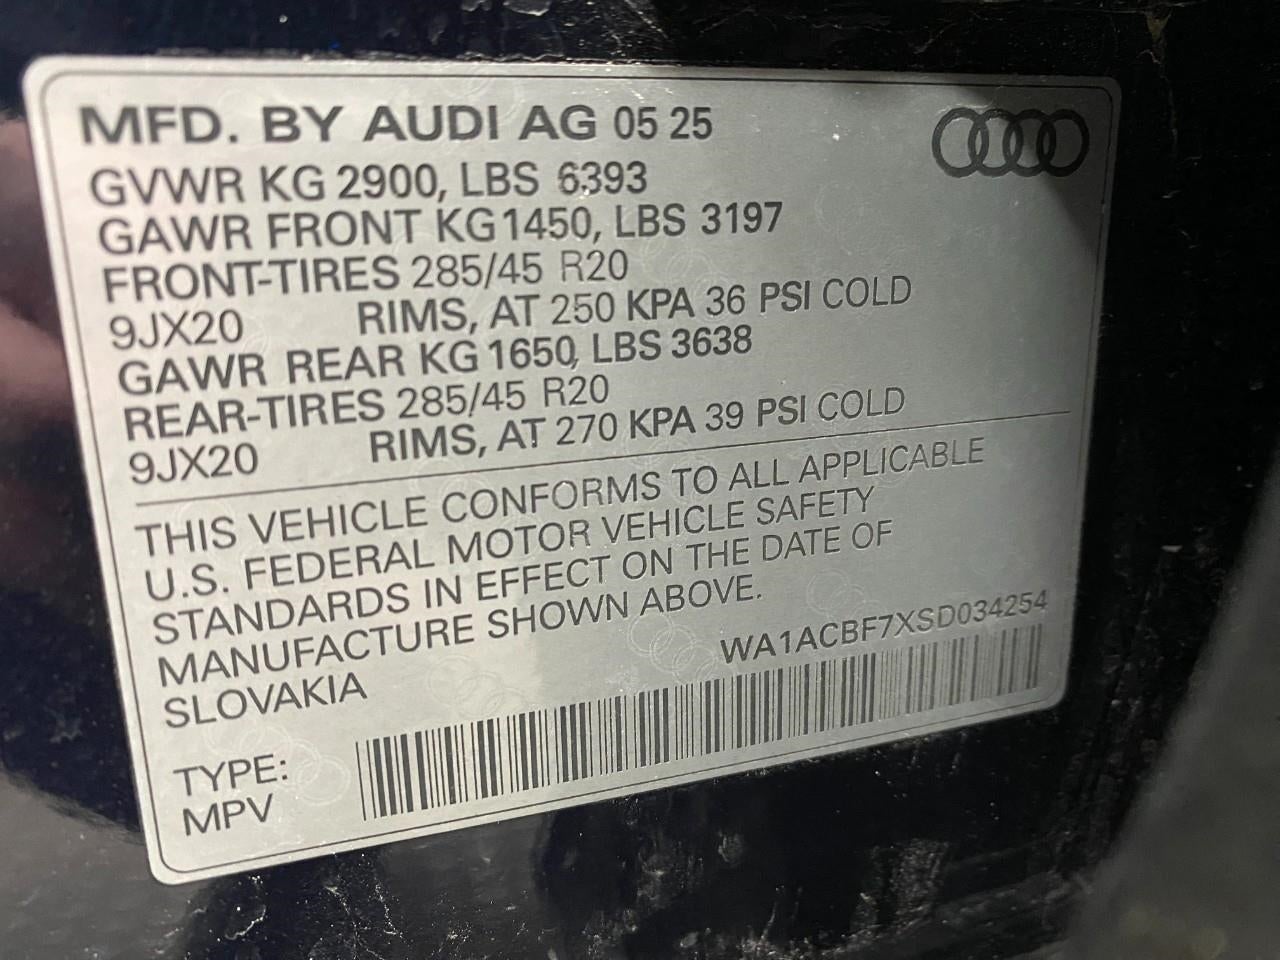 MFD. BY AUDI AG 05 25
GVWR KG 2900, LBS 6393
GAWR FRONT KG 1450, LBS 3197
FRONT-TIRES 285/45 R20
9JX20 RIMS, AT 250 KPA 36 PSI COLD
GAWR REAR KG 1650, LBS 3638
REAR-TIRES 285/45 R20
9JX20 RIMS, AT 270 KPA 39 PSI COLD
THIS VEHICLE CONFORMS TO ALL APPLICABLE
U.S. FEDERAL MOTOR VEHICLE SAFETY
STANDARDS IN EFFECT ON THE DATE OF
MANUFACTURE SHOWN ABOVE.
SLOVAKIA
WA1ACBF7XSD034254
TYPE:
MPV